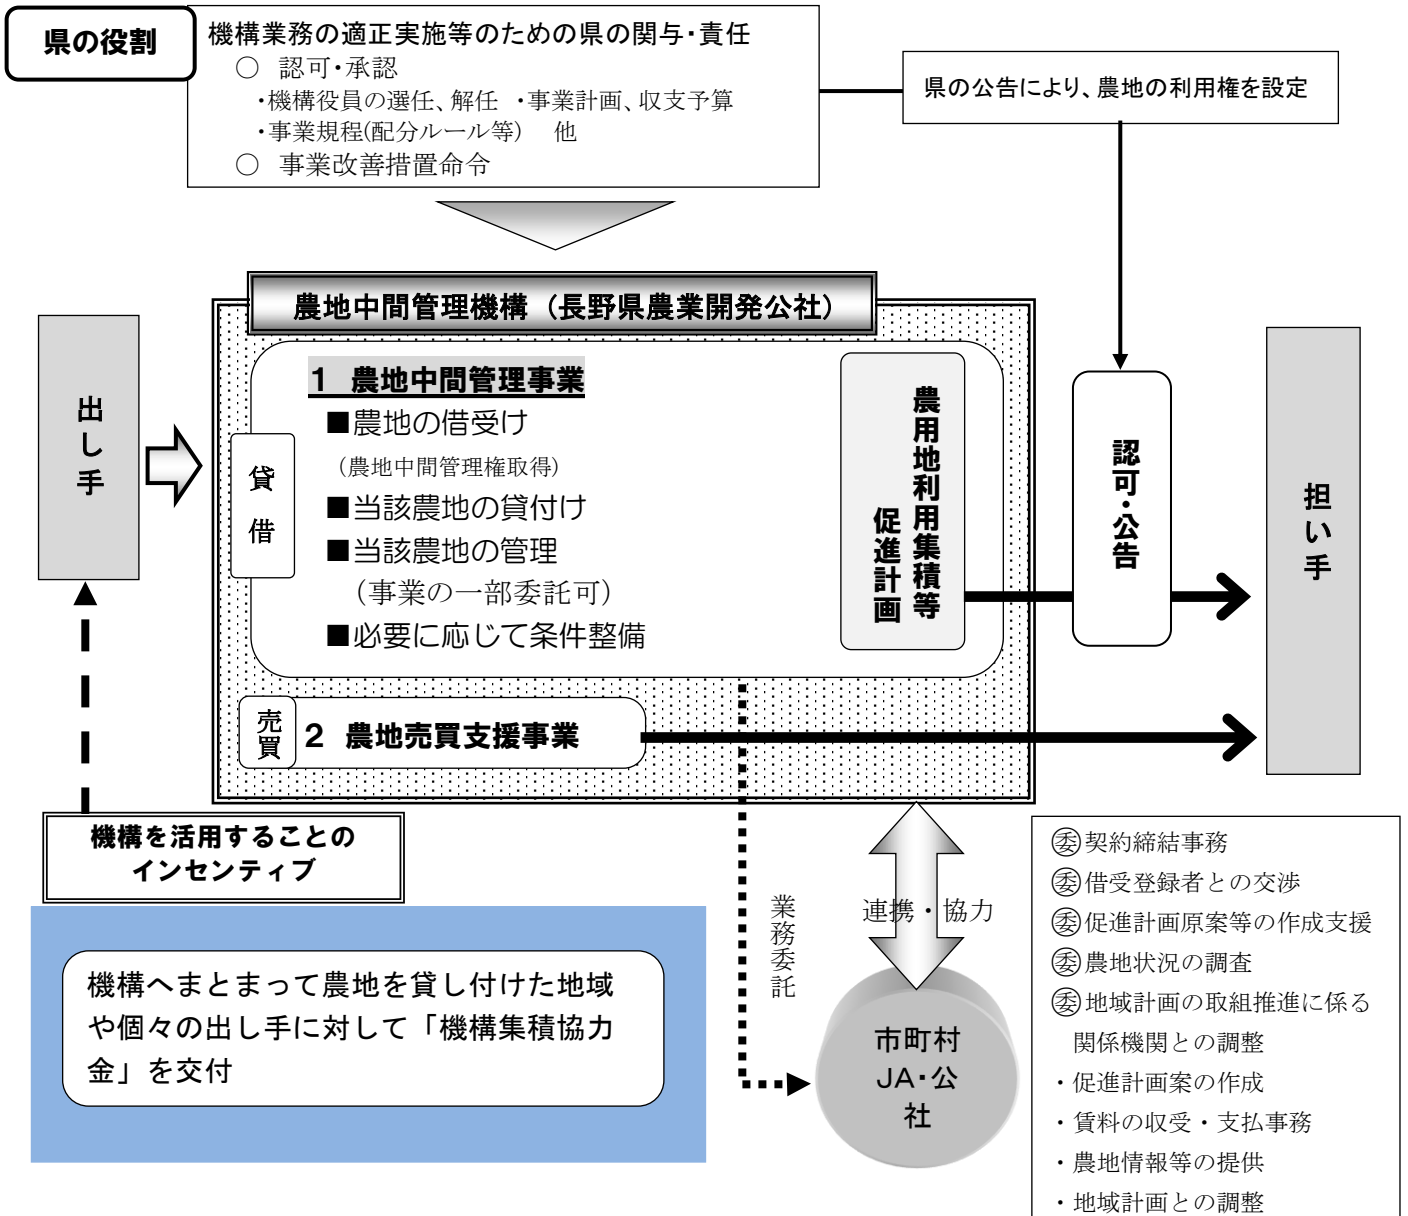 県の役割
機構業務の適正実施等のための県の関与・責任
○ 認可・承認
・機構役員の選任、解任 ・事業計画、収支予算
・事業規程(配分ルール等) 他
○ 事業改善措置命令
県の公告により、農地の利用権を設定
農地中間管理機構（長野県農業開発公社）
出し手
貸借
1 農地中間管理事業
■農地の借受け
（農地中間管理権取得）
■当該農地の貸付け
■当該農地の管理
（事業の一部委託可）
■必要に応じて条件整備
農用地利用集積等
促進計画
認可・公告
担い手
売買
2 農地売買支援事業
機構を活用することの
インセンティブ
機構へまとまって農地を貸し付けた地域
や個々の出し手に対して「機構集積協力
金」を交付
業務委託
連携・協力
市町村
JA・公
社
㊙委契約締結事務
委借受登録者との交渉
委促進計画原案等の作成支援
委農地状況の調査
委地域計画の取組推進に係る
関係機関との調整
・促進計画案の作成
・賃料の収受・支払事務
・農地情報等の提供
・地域計画との調整